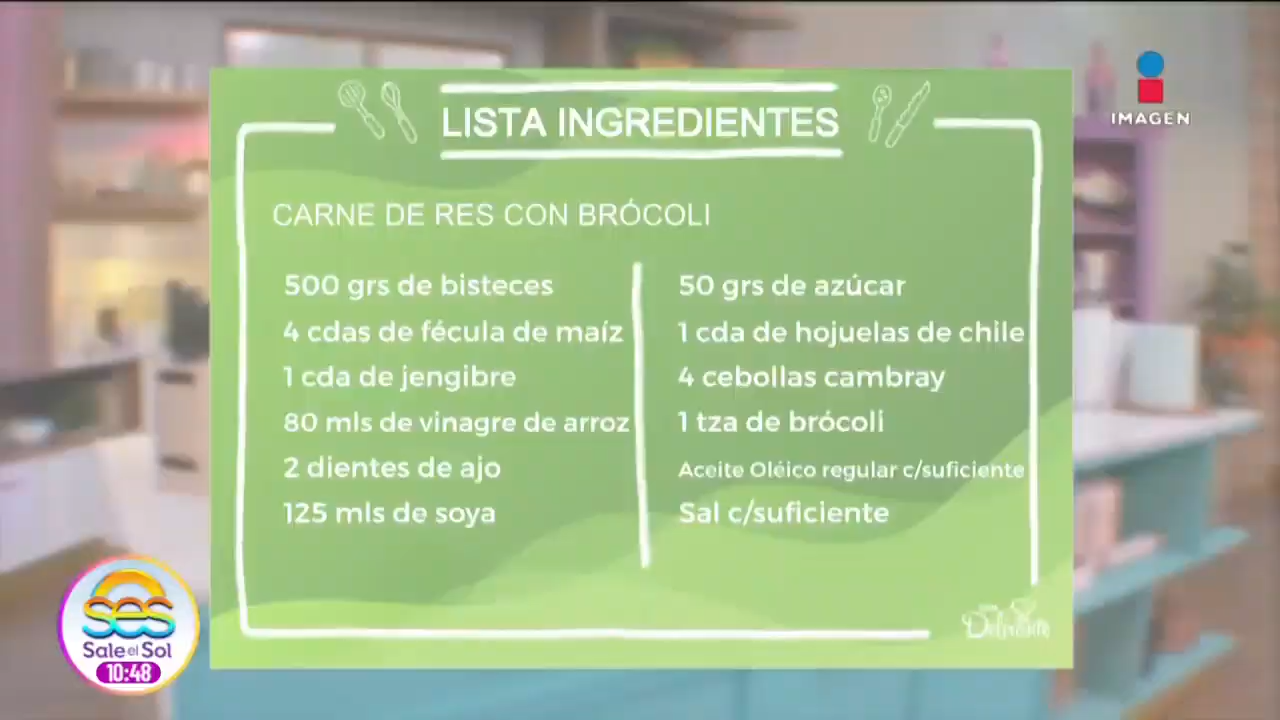 LISTA INGREDIENTES
IMAGEN
CARNE DE RES CON BRÓCOLI
500 grs de bisteces
4 cdas de fécula de maíz
1 cda de jengibre
80 mls de vinagre de arroz
2 dientes de ajo
125 mls de soya
50 grs de azúcar
1 cda de hojuelas de chile
4 cebollas cambray
1 tza de brócoli
Aceite Oléico regular c/suficiente
Sal c/suficiente
ses
Sale el Sol
10:48